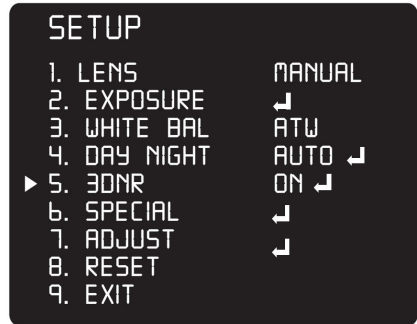 SETUP
1. LENS MANUAL
2. EXPOSURE ↵
3. WHITE BAL ATW
4. DAY NIGHT AUTO ↵
▶ 5. 3DNR ON ↵
6. SPECIAL ↵
7. ADJUST ↵
8. RESET
9. EXIT